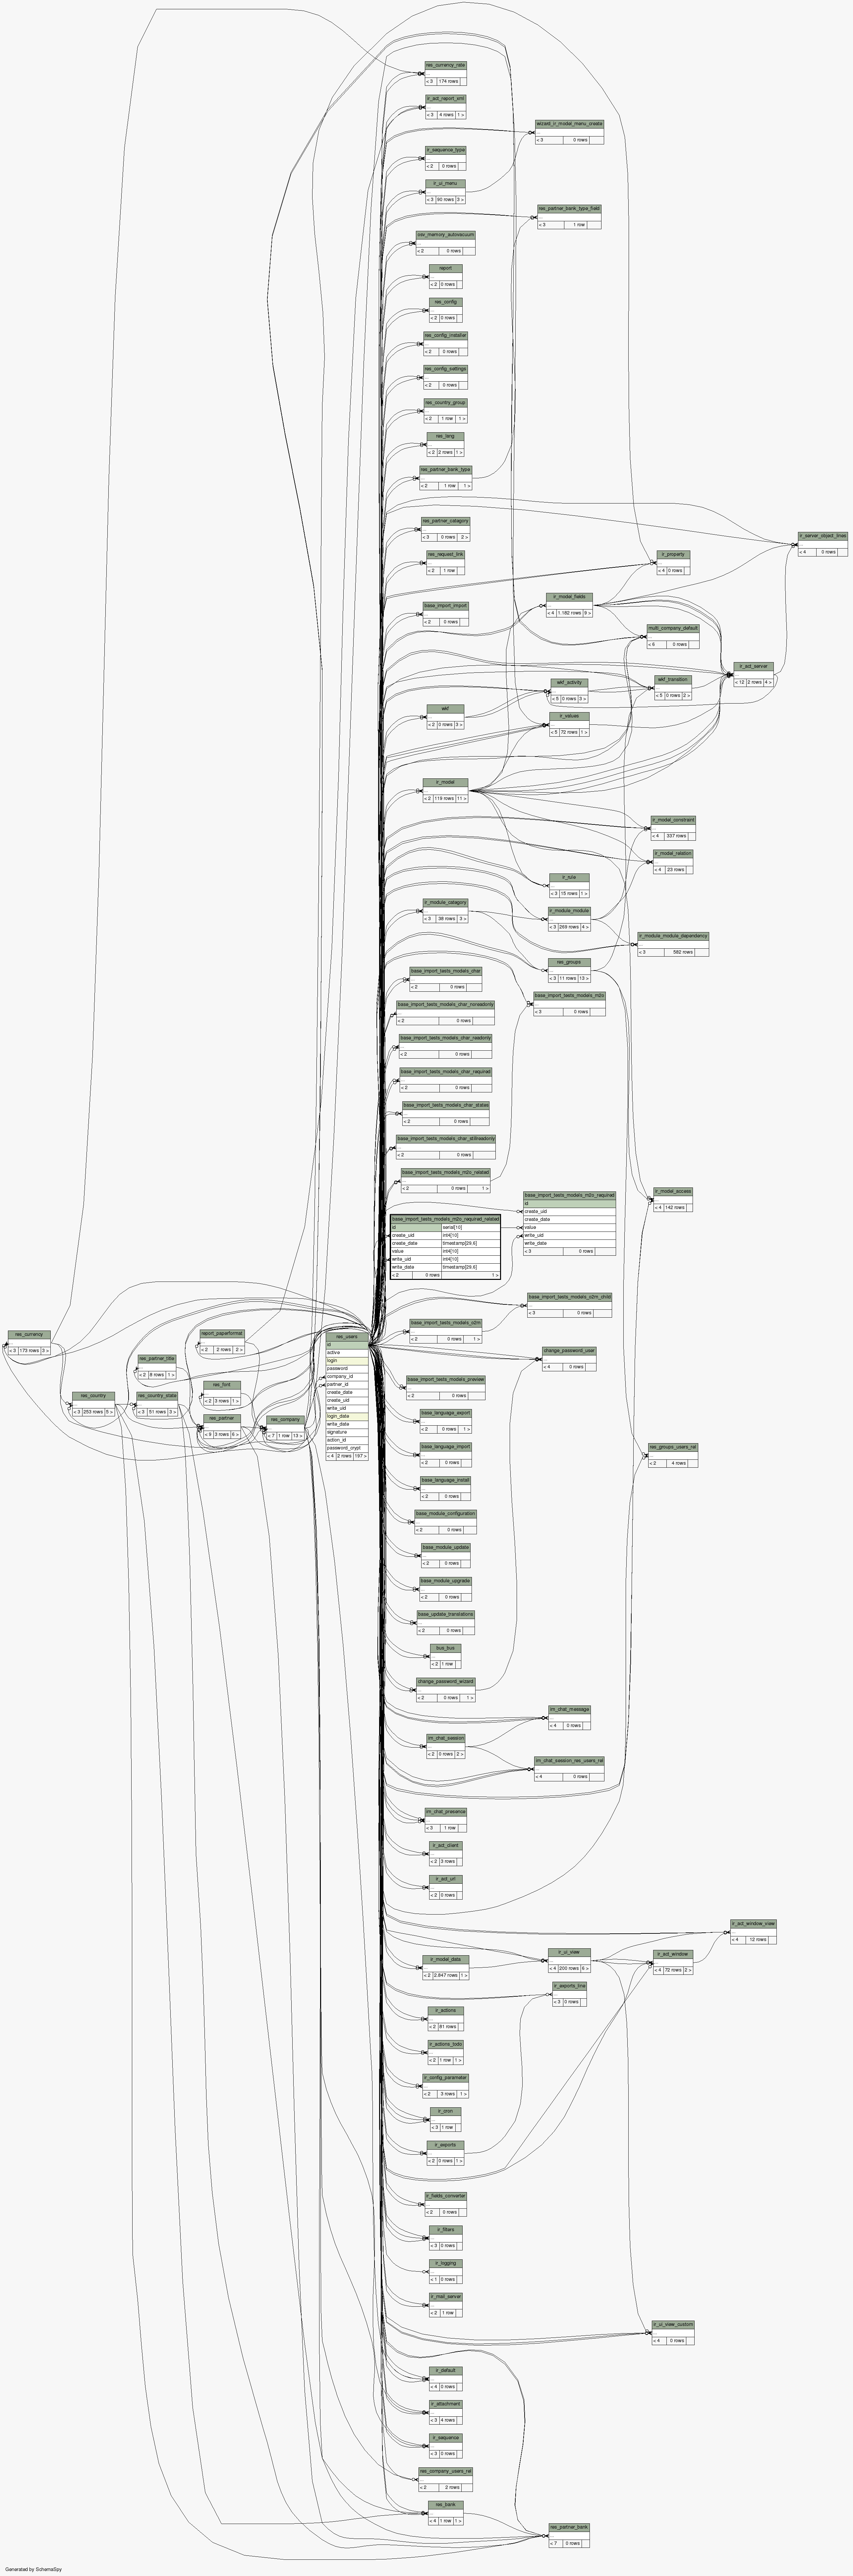 res_currency_rate
...
< 3 174 rows
ir_act_report_xml
...
< 3 4 rows 1 >
wizard_ir_model_menu_create
...
< 3 0 rows
ir_sequence_type
...
< 2 0 rows
ir_ui_menu
...
< 3 90 rows 3 >
res_partner_bank_type_field
...
< 3 1 row
osv_memory_autovacuum
...
< 2 0 rows
report
...
< 2 0 rows
res_config
...
< 2 0 rows
res_config_installer
...
< 2 0 rows
res_config_settings
...
< 2 0 rows
res_country_group
...
< 2 1 row 1 >
res_lang
...
< 2 2 rows 1 >
res_partner_bank_type
...
< 2 1 row 1 >
res_partner_category
...
< 3 0 rows 2 >
ir_server_object_lines
...
< 4 0 rows
res_request_link
...
< 2 1 row
ir_property
...
< 4 0 rows
ir_model_fields
...
< 4 1.182 rows 9 >
base_import_import
...
< 2 0 rows
multi_company_default
...
< 6 0 rows
ir_act_server
...
< 12 2 rows 4 >
wkf_activity
...
< 5 0 rows 3 >
wkf_transition
...
< 5 0 rows 2 >
wkf
...
< 2 0 rows 3 >
ir_values
...
< 5 72 rows 1 >
ir_model
...
< 2 119 rows 11 >
ir_model_constraint
...
< 4 337 rows
ir_model_relation
...
< 4 23 rows
ir_rule
...
< 3 15 rows 1 >
ir_module_category
...
< 3 38 rows 3 >
ir_module_module
...
< 3 269 rows 4 >
ir_module_module_dependency
...
< 3 582 rows
res_groups
...
< 3 11 rows 13 >
base_import_tests_models_char
...
< 2 0 rows
base_import_tests_models_m2o
...
< 3 0 rows
base_import_tests_models_char_noreadonly
...
< 2 0 rows
base_import_tests_models_char_readonly
...
< 2 0 rows
base_import_tests_models_char_required
...
< 2 0 rows
base_import_tests_models_char_states
...
< 2 0 rows
base_import_tests_models_char_stillreadonly
...
< 2 0 rows
base_import_tests_models_m2o_related
...
< 2 0 rows 1 >
ir_model_access
...
< 4 142 rows
base_import_tests_models_m2o_required
id
create_uid
create_date
value
write_uid
write_date
< 3 0 rows
base_import_tests_models_m2o_required_related
id serial[10]
create_uid int4[10]
create_date timestamp[29.6]
value int4[10]
write_uid int4[10]
write_date timestamp[29.6]
< 2 0 rows 1 >
base_import_tests_models_o2m_child
...
< 3 0 rows
base_import_tests_models_o2m
...
< 2 0 rows 1 >
res_currency
...
< 3 173 rows 3 >
report_paperformat
...
< 2 2 rows 2 >
res_users
id
active
login
password
company_id
partner_id
create_date
create_uid
write_uid
login_date
write_date
signature
action_id
password_crypt
< 4 2 rows 197 >
change_password_user
...
< 4 0 rows
res_partner_title
...
< 2 8 rows 1 >
res_font
...
< 2 3 rows 1 >
res_country
...
< 3 253 rows 5 >
res_country_state
...
< 3 51 rows 3 >
res_partner
...
< 9 3 rows 6 >
res_company
...
< 7 1 row 13 >
base_import_tests_models_preview
...
< 2 0 rows
base_language_export
...
< 2 0 rows 1 >
base_language_import
...
< 2 0 rows
res_groups_users_rel
...
< 2 4 rows
base_language_install
...
< 2 0 rows
base_module_configuration
...
< 2 0 rows
base_module_update
...
< 2 0 rows
base_module_upgrade
...
< 2 0 rows
base_update_translations
...
< 2 0 rows
bus_bus
...
< 2 1 row
change_password_wizard
...
< 2 0 rows 1 >
im_chat_message
...
< 4 0 rows
im_chat_session
...
< 2 0 rows 2 >
im_chat_session_res_users_rel
...
< 4 0 rows
im_chat_presence
...
< 3 1 row
ir_act_client
...
< 2 3 rows
ir_act_url
...
< 2 0 rows
ir_act_window_view
...
< 4 12 rows
ir_model_data
...
< 2 2.847 rows 1 >
ir_ui_view
...
< 4 200 rows 6 >
ir_act_window
...
< 4 72 rows 2 >
ir_exports_line
...
< 3 0 rows
ir_actions
...
< 2 81 rows
ir_actions_todo
...
< 2 1 row 1 >
ir_config_parameter
...
< 2 3 rows 1 >
ir_cron
...
< 3 1 row
ir_exports
...
< 2 0 rows 1 >
ir_fields_converter
...
< 2 0 rows
ir_filters
...
< 3 0 rows
ir_logging
...
< 1 0 rows
ir_mail_server
...
< 2 1 row
ir_ui_view_custom
...
< 4 0 rows
ir_default
...
< 4 0 rows
ir_attachment
...
< 3 4 rows
ir_sequence
...
< 3 0 rows
res_company_users_rel
...
< 2 2 rows
res_bank
...
< 4 1 row 1 >
res_partner_bank
...
< 7 0 rows
Generated by SchemaSpy